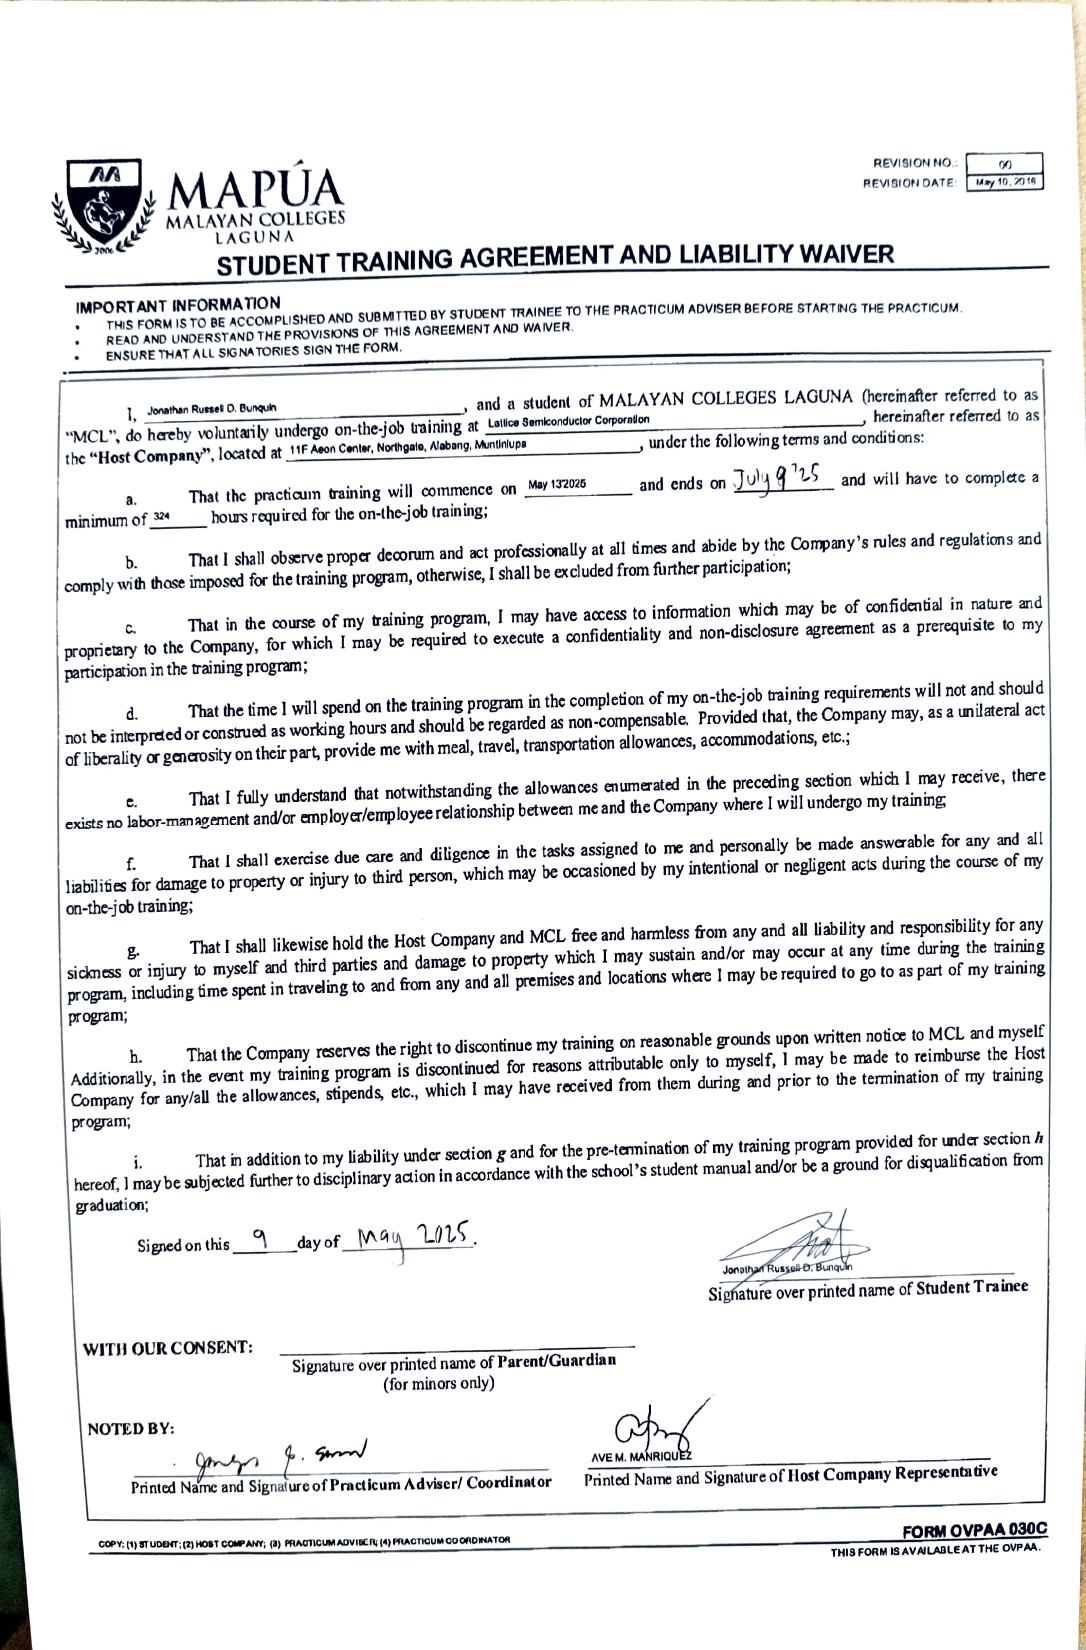 REVISION NO.: 00
REVISION DATE: May 10, 2016
MAPÚA
MALAYAN COLLEGES
LAGUNA
2006
STUDENT TRAINING AGREEMENT AND LIABILITY WAIVER
IMPORTANT INFORMATION
• THIS FORM IS TO BE ACCOMPLISHED AND SUBMITTED BY STUDENT TRAINEE TO THE PRACTICUM ADVISER BEFORE STARTING THE PRACTICUM.
• READ AND UNDERSTAND THE PROVISIONS OF THIS AGREEMENT AND WAIVER.
• ENSURE THAT ALL SIGNATORIES SIGN THE FORM.
I, Jonathan Russell D. Bunquin, and a student of MALAYAN COLLEGES LAGUNA (hereinafter referred to as
“MCL”, do hereby voluntarily undergo on-the-job training at Lattice Semiconductor Corporation, hereinafter referred to as
the “Host Company”, located at 11F Aeon Center, Northgate, Alabang, Muntinlupa, under the following terms and conditions:
a. That the practicum training will commence on May 13 2025 and ends on July 9 '25 and will have to complete a
minimum of 324 hours required for the on-the-job training;
b. That I shall observe proper decorum and act professionally at all times and abide by the Company's rules and regulations and
comply with those imposed for the training program, otherwise, I shall be excluded from further participation;
c. That in the course of my training program, I may have access to information which may be of confidential in nature and
proprietary to the Company, for which I may be required to execute a confidentiality and non-disclosure agreement as a prerequisite to my
participation in the training program;
d. That the time I will spend on the training program in the completion of my on-the-job training requirements will not and should
not be interpreted or construed as working hours and should be regarded as non-compensable. Provided that, the Company may, as a unilateral act
of liberality or generosity on their part, provide me with meal, travel, transportation allowances, accommodations, etc.;
e. That I fully understand that notwithstanding the allowances enumerated in the preceding section which I may receive, there
exists no labor-management and/or employer/employee relationship between me and the Company where I will undergo my training;
f. That I shall exercise due care and diligence in the tasks assigned to me and personally be made answerable for any and all
liabilities for damage to property or injury to third person, which may be occasioned by my intentional or negligent acts during the course of my
on-the-job training;
g. That I shall likewise hold the Host Company and MCL free and harmless from any and all liability and responsibility for any
sickness or injury to myself and third parties and damage to property which I may sustain and/or may occur at any time during the training
program, including time spent in traveling to and from any and all premises and locations where I may be required to go to as part of my training
program;
h. That the Company reserves the right to discontinue my training on reasonable grounds upon written notice to MCL and myself
Additionally, in the event my training program is discontinued for reasons attributable only to myself, I may be made to reimburse the Host
Company for any/all the allowances, stipends, etc., which I may have received from them during and prior to the termination of my training
program;
i. That in addition to my liability under section g and for the pre-termination of my training program provided for under section h
hereof, I may be subjected further to disciplinary action in accordance with the school's student manual and/or be a ground for disqualification from
graduation;
Signed on this 9 day of May 2025.
Jonathan Russell D. Bunquin
Signature over printed name of Student Trainee
WITH OUR CONSENT:
Signature over printed name of Parent/Guardian
(for minors only)
NOTED BY:
AVE M. MANRIQUEZ
Printed Name and Signature of Practicum Adviser/ Coordinator
Printed Name and Signature of Host Company Representative
COPY: (1) STUDENT; (2) HOST COMPANY; (3) PRACTICUM ADVISER; (4) PRACTICUM COORDINATOR
FORM OVPAA 030C
THIS FORM IS AVAILABLE AT THE OVPAA.